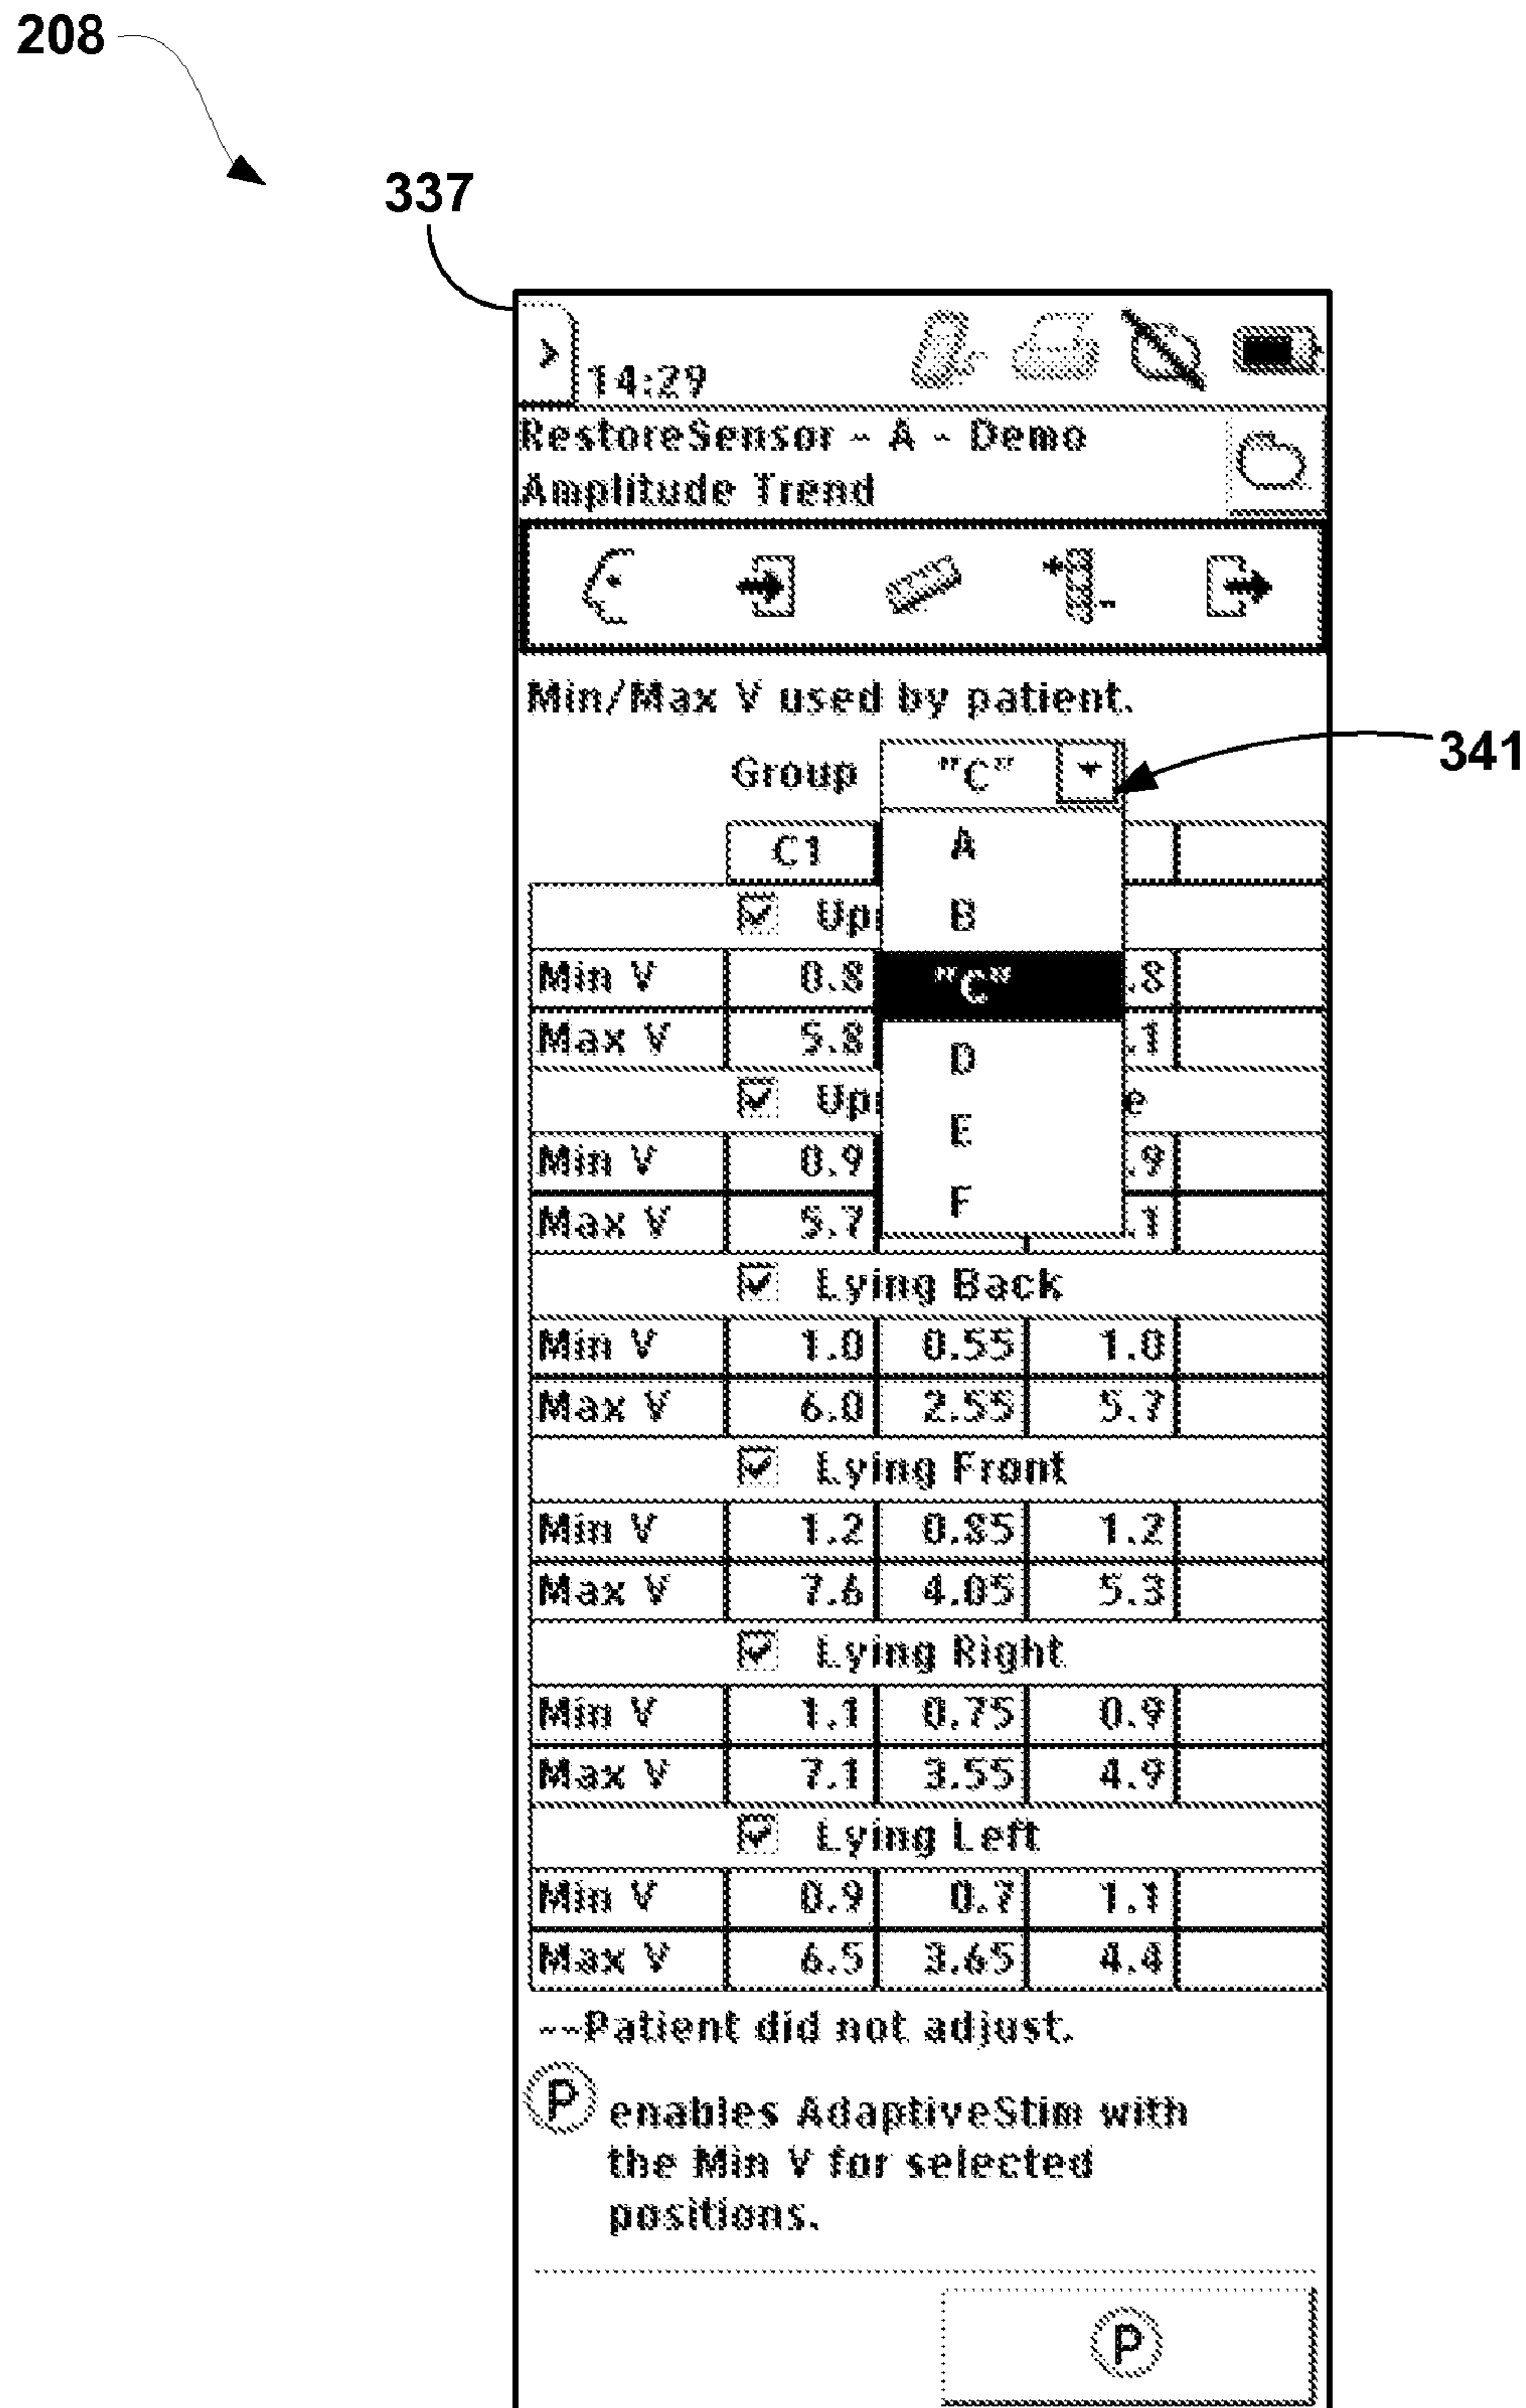 208
337
14:29
RestoreSensor - A - Demo
Amplitude Trend
Min/Max V used by patient.
Group "C"
341
C1 A
Up B
Min V 0.8 "C" .8
Max V 5.8 .1
D
Up e
E
Min V 0.9 .9
F
Max V 5.7 .1
Lying Back
Min V 1.0 0.55 1.0
Max V 6.0 2.55 5.7
Lying Front
Min V 1.2 0.85 1.2
Max V 7.6 4.05 5.3
Lying Right
Min V 1.1 0.75 0.9
Max V 7.1 3.55 4.9
Lying Left
Min V 0.9 0.7 1.1
Max V 6.5 3.65 4.4
--Patient did not adjust.
P enables AdaptiveStim with
the Min V for selected
positions.
P